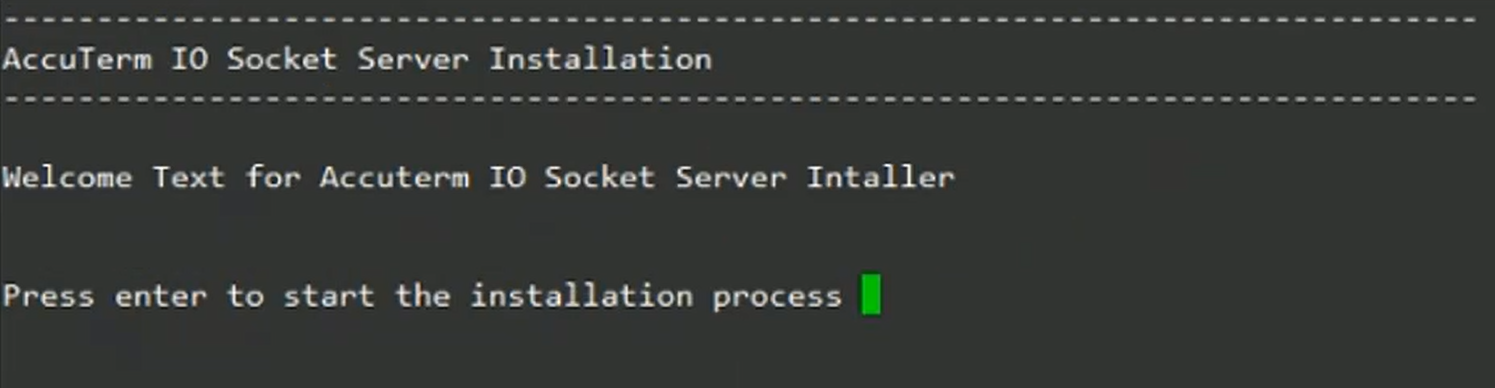 -------------------------------------------------------------------------------
AccuTerm IO Socket Server Installation
-------------------------------------------------------------------------------
Welcome Text for Accuterm IO Socket Server Intaller
Press enter to start the installation process